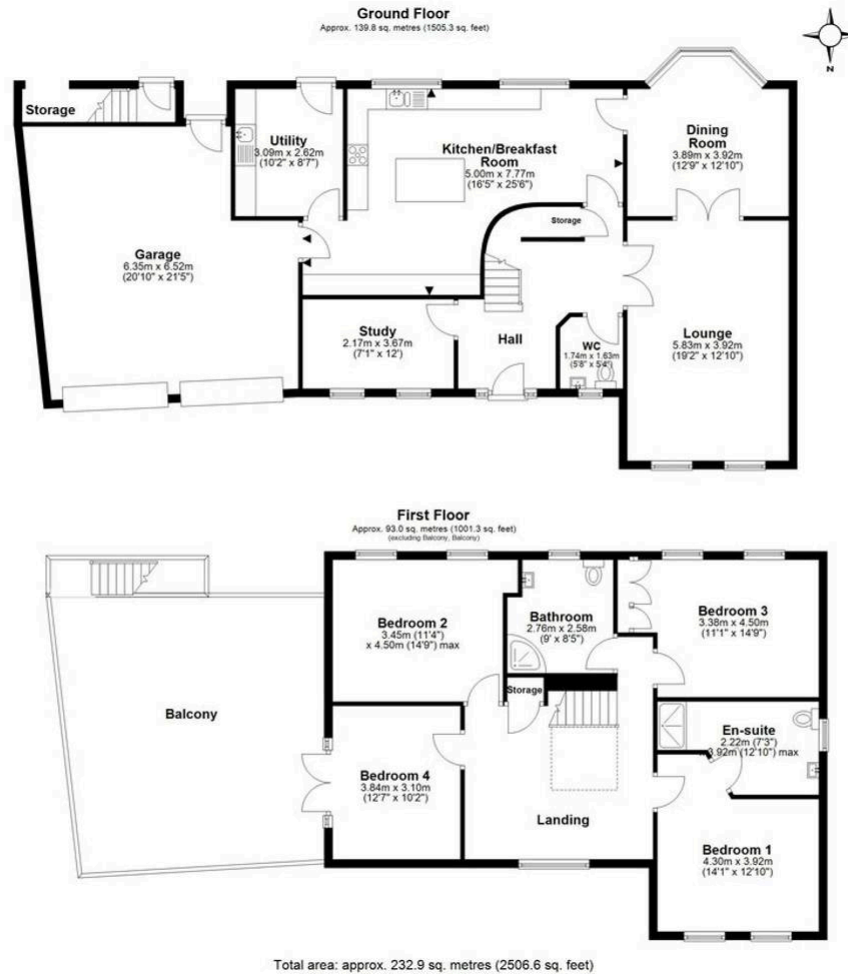 Ground Floor
Approx. 139.8 sq. metres (1505.3 sq. feet)
N
Storage
Utility
3.09m x 2.62m
(10'2" x 8'7")
Kitchen/Breakfast
Room
5.00m x 7.77m
(16'5" x 25'6")
Dining
Room
3.89m x 3.92m
(12'9" x 12'10")
Storage
Garage
6.35m x 6.52m
(20'10" x 21'5")
Study
2.17m x 3.67m
(7'1" x 12')
Hall
WC
1.74m x 1.63m
(5'8" x 5'4")
Lounge
5.83m x 3.92m
(19'2" x 12'10")
First Floor
Approx. 93.0 sq. metres (1001.3 sq. feet)
(excluding Balcony, Balcony)
Bedroom 2
3.45m (11'4")
x 4.50m (14'9") max
Bathroom
2.76m x 2.58m
(9' x 8'5")
Bedroom 3
3.38m x 4.50m
(11'1" x 14'9")
Storage
Balcony
En-suite
2.22m (7'3")
3.92m (12'10") max
Bedroom 4
3.84m x 3.10m
(12'7" x 10'2")
Landing
Bedroom 1
4.30m x 3.92m
(14'1" x 12'10")
Total area: approx. 232.9 sq. metres (2506.6 sq. feet)